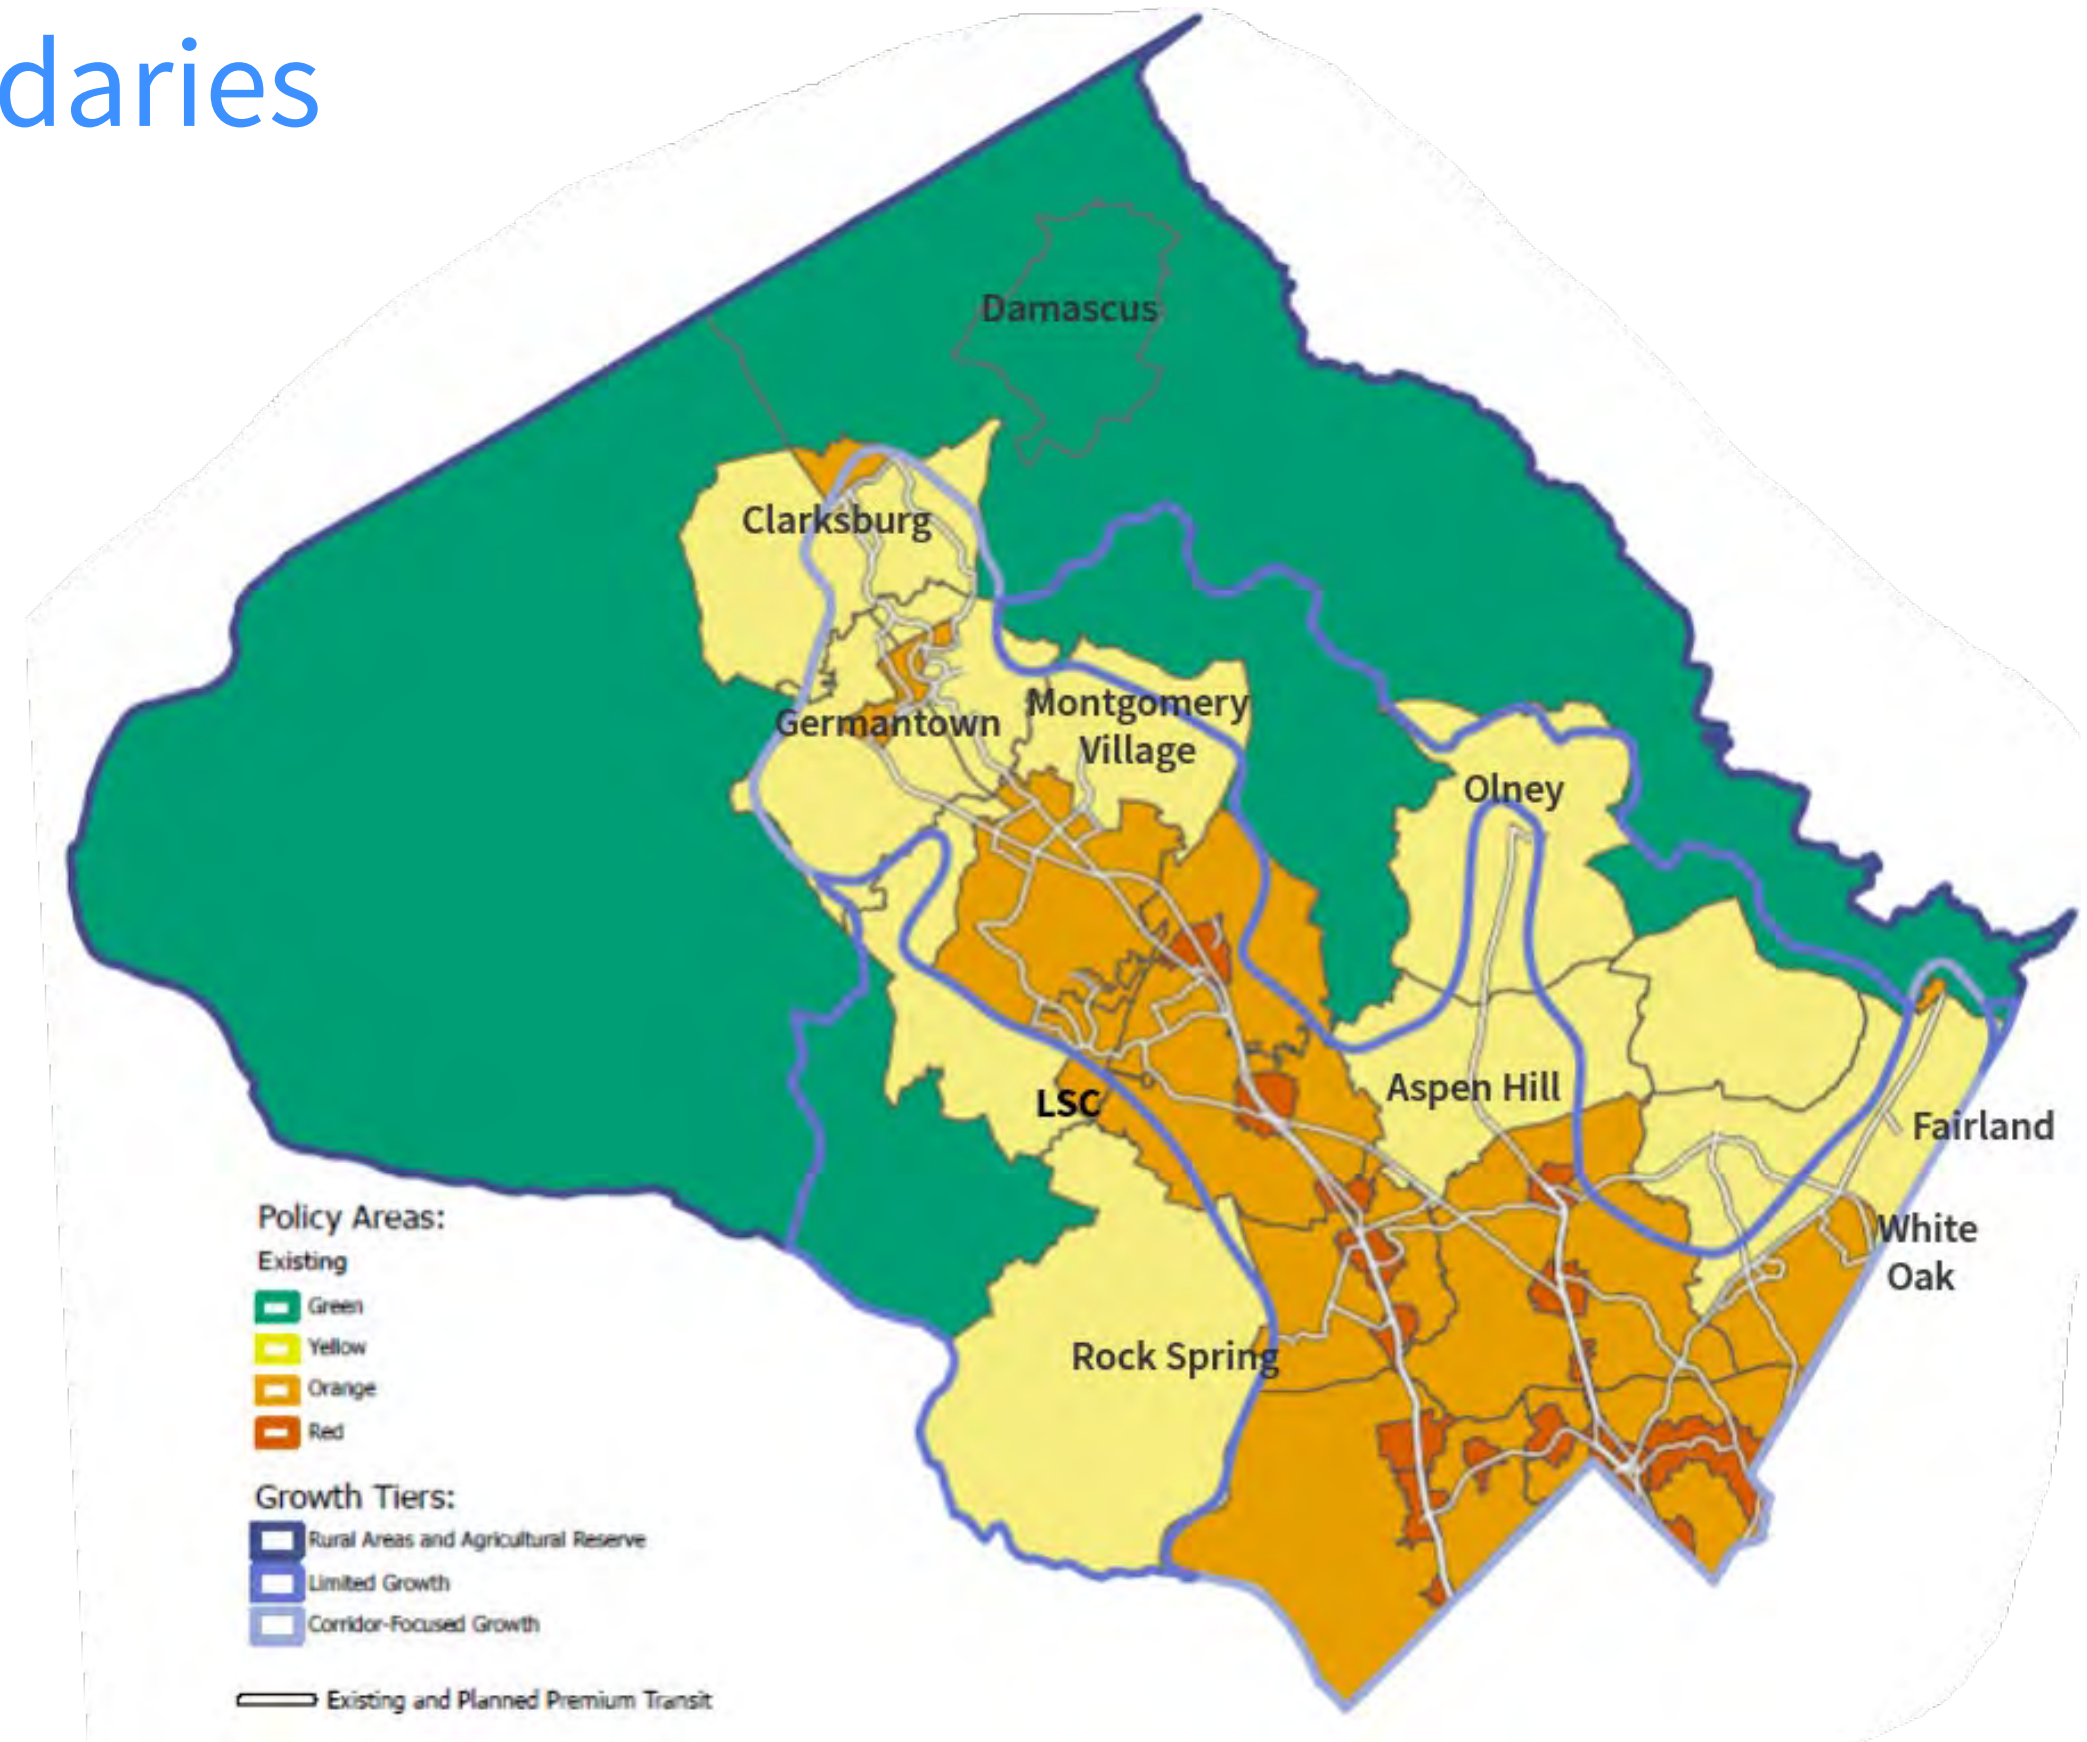 daries
Damascus
Clarksburg
Germantown
Montgomery
Village
Olney
LSC
Aspen Hill
Fairland
White
Oak
Rock Spring
Policy Areas:
Existing
Green
Yellow
Orange
Red
Growth Tiers:
Rural Areas and Agricultural Reserve
Limited Growth
Corridor-Focused Growth
Existing and Planned Premium Transit